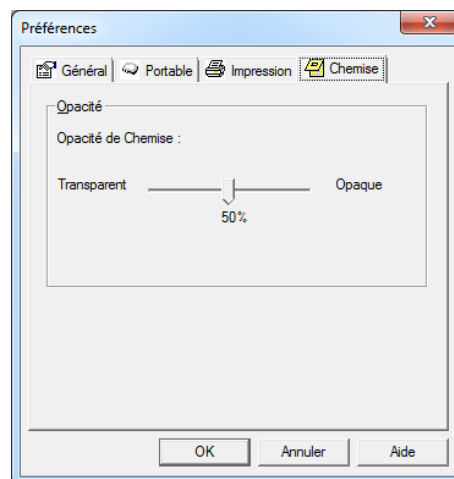 Préférences
Général Portable Impression Chemise
Opacité
Opacité de Chemise :
Transparent Opaque
50%
OK Annuler Aide